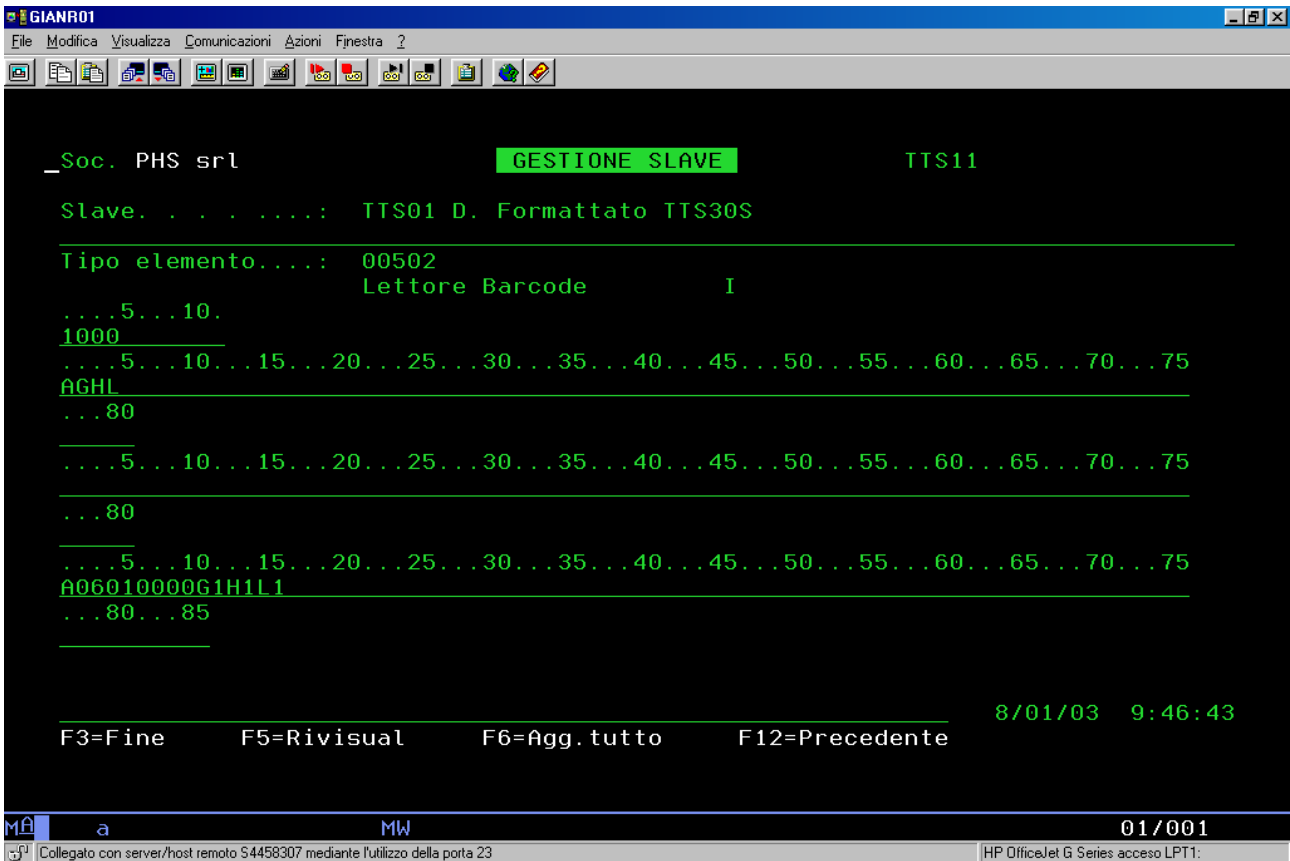 GIANR01
File Modifica Visualizza Comunicazioni Azioni Finestra ?
_Soc. PHS srl GESTIONE SLAVE TTS11
Slave. . . . ....: TTS01 D. Formattato TTS30S
Tipo elemento....: 00502
Lettore Barcode I
....5...10.
1000
....5...10...15...20...25...30...35...40...45...50...55...60...65...70...75
AGHL
...80
....5...10...15...20...25...30...35...40...45...50...55...60...65...70...75
...80
....5...10...15...20...25...30...35...40...45...50...55...60...65...70...75
A06010000G1H1L1
...80...85
8/01/03 9:46:43
F3=Fine F5=Rivisual F6=Agg.tutto F12=Precedente
MA a MW 01/001
Collegato con server/host remoto S4458307 mediante l'utilizzo della porta 23 HP OfficeJet G Series acceso LPT1: